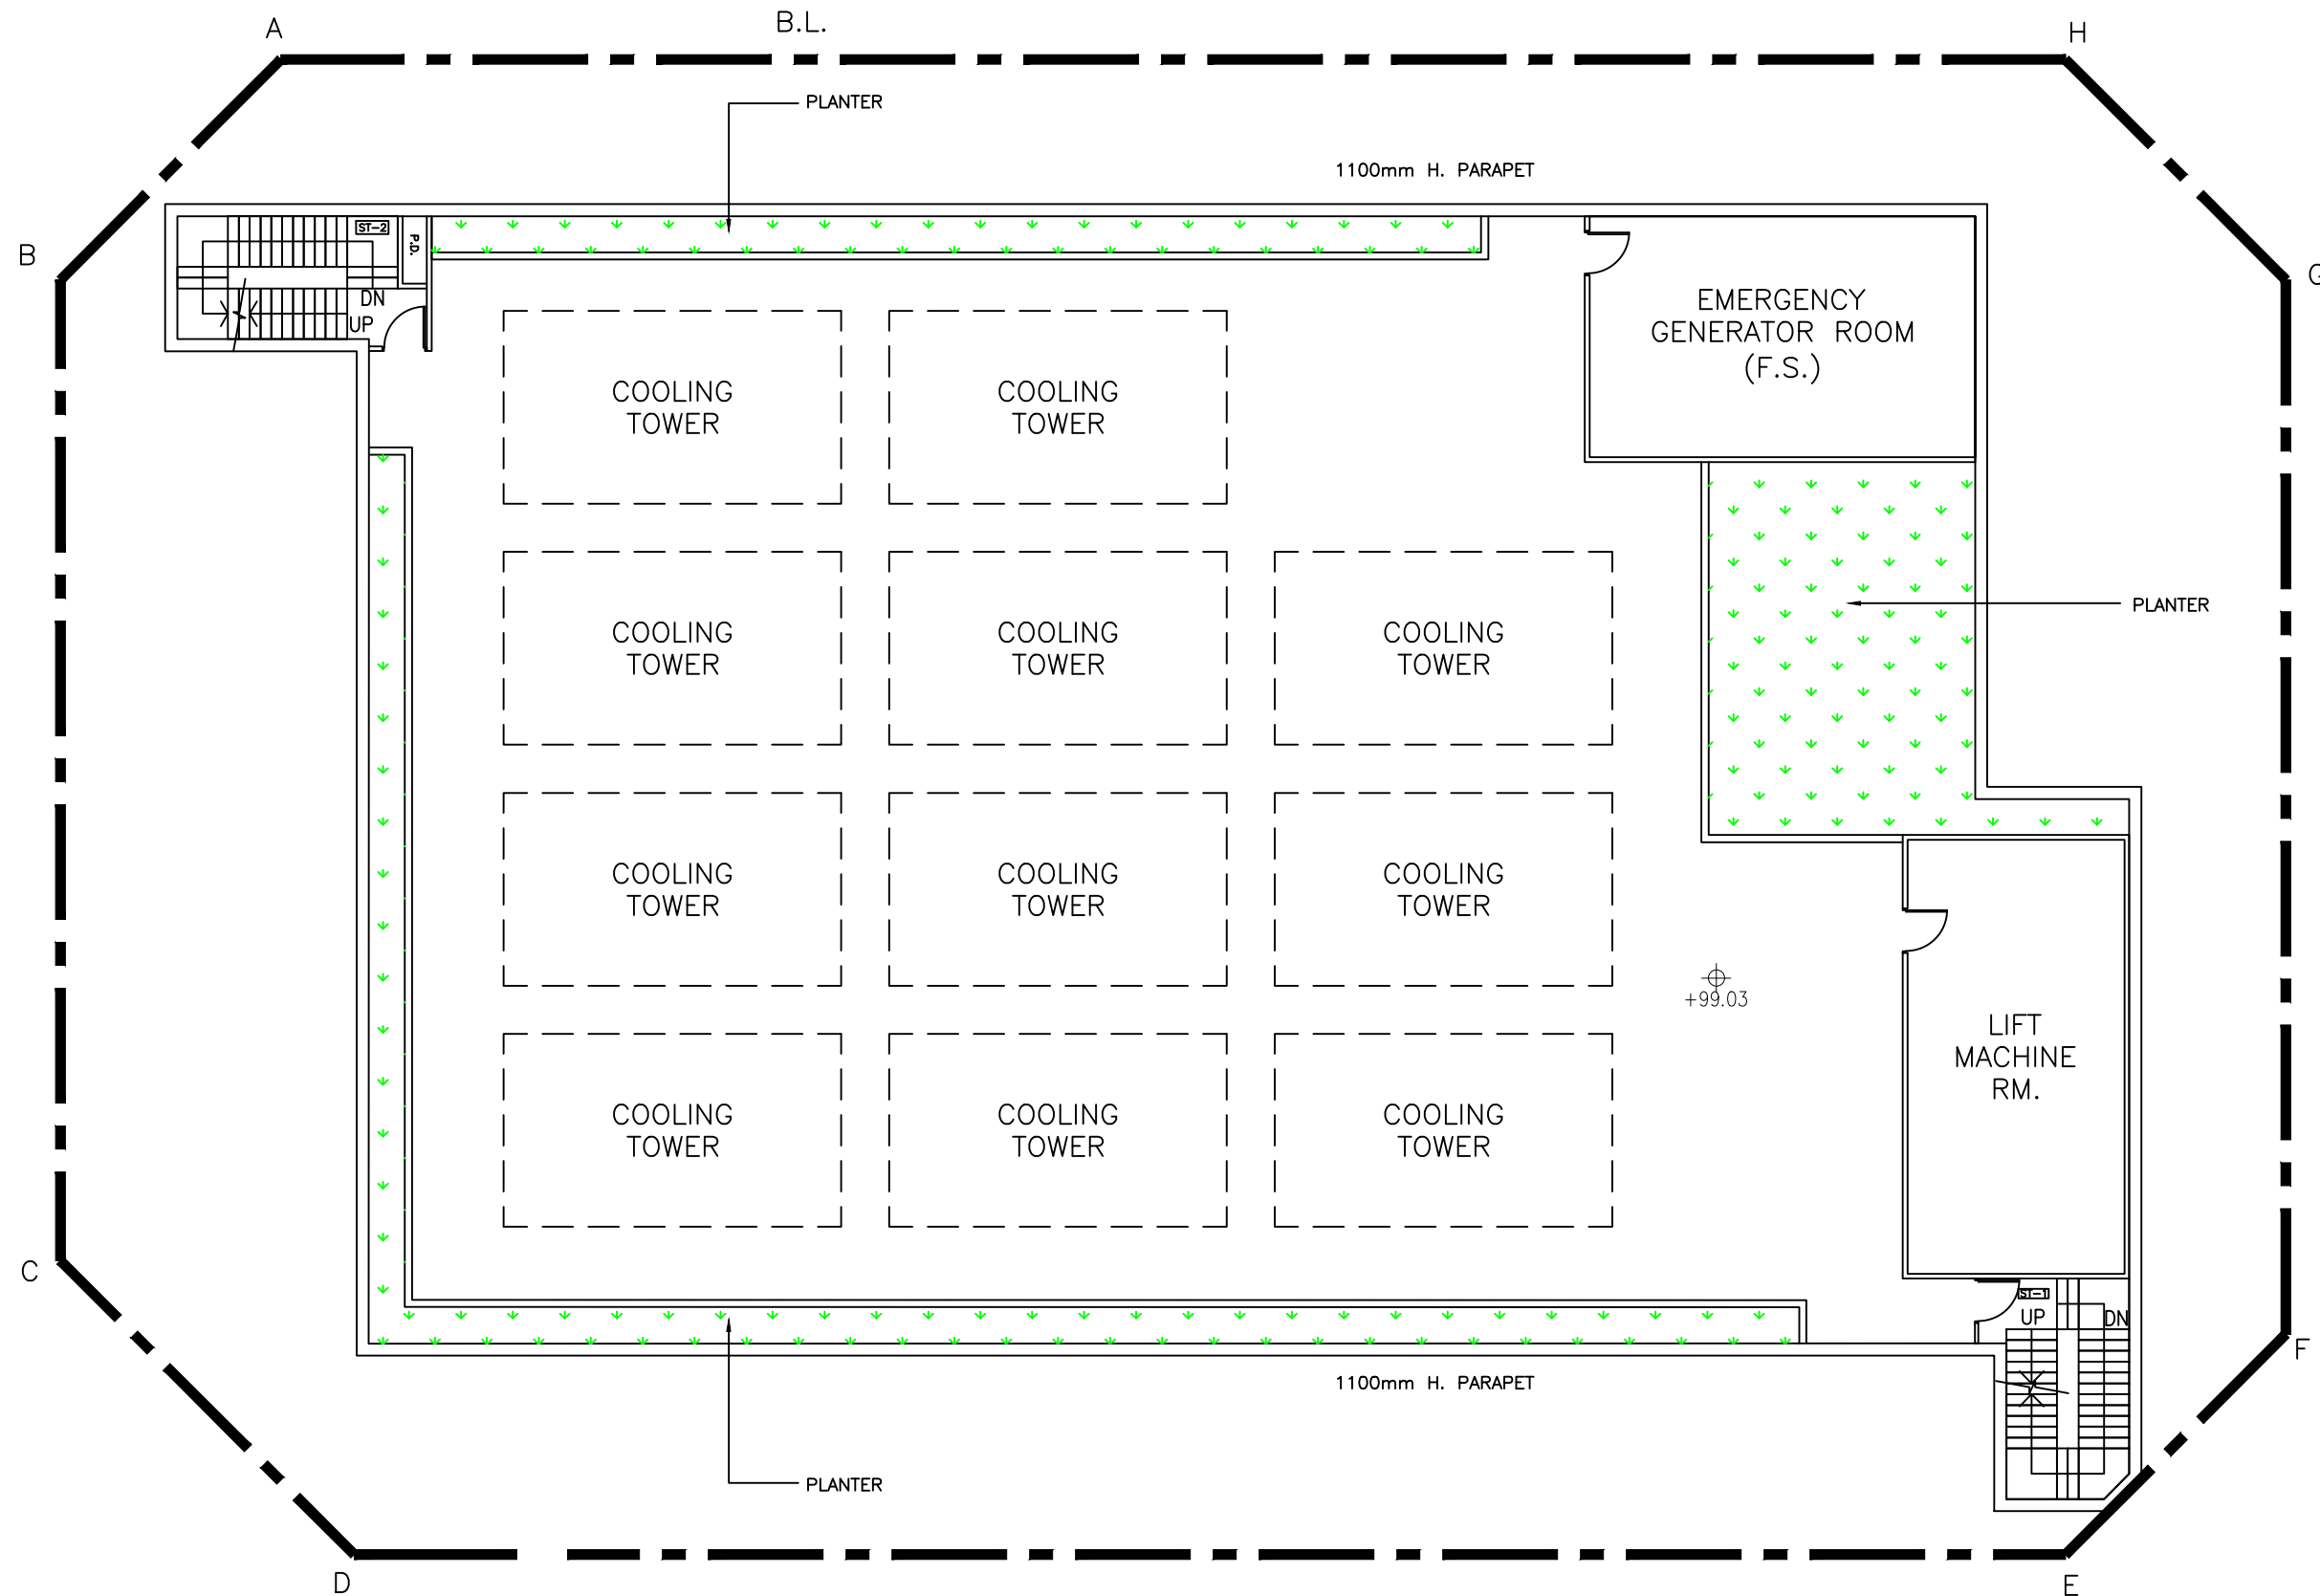 A
B.L.
H
PLANTER
1100mm H. PARAPET
ST-2
P.D.
B
G
DN
UP
EMERGENCY
GENERATOR ROOM
(F.S.)
COOLING
TOWER
COOLING
TOWER
PLANTER
COOLING
TOWER
COOLING
TOWER
COOLING
TOWER
COOLING
TOWER
COOLING
TOWER
COOLING
TOWER
+99.03
LIFT
MACHINE
RM.
COOLING
TOWER
COOLING
TOWER
COOLING
TOWER
C
ST-1
UP
DN
F
1100mm H. PARAPET
PLANTER
D
E